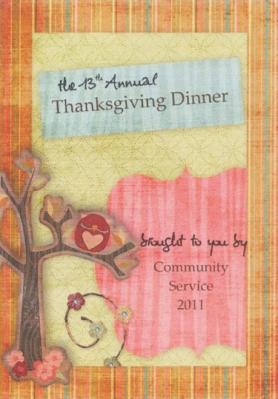 the 13th Annual
Thanksgiving Dinner
brought to you by
Community
Service
2011